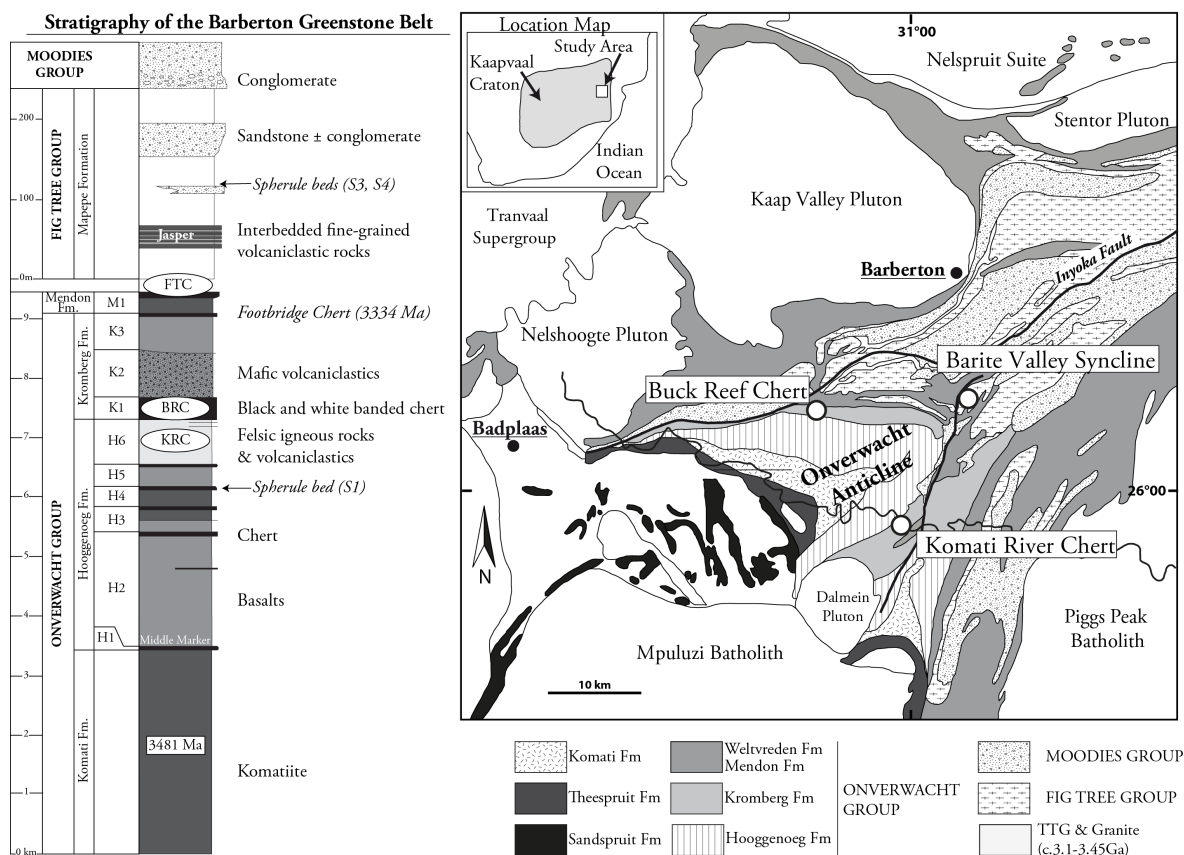 Stratigraphy of the Barberton Greenstone Belt
MOODIES
GROUP
FIG TREE GROUP
Mapepe Formation
200
100
0m
Conglomerate
Sandstone ± conglomerate
Spherule beds (S3, S4)
Jasper
Interbedded fine-grained
volcaniclastic rocks
FTC
Mendon
Fm.
M1
Footbridge Chert (3334 Ma)
ONVERWACHT GROUP
Kromberg Fm.
K3
K2
Mafic volcaniclastics
K1
BRC
Black and white banded chert
Hooggenoeg Fm.
H6
KRC
Felsic igneous rocks
& volcaniclastics
H5
H4
Spherule bed (S1)
H3
Chert
H2
Basalts
H1
Middle Marker
Komati Fm.
3481 Ma
Komatiite
9
8
7
6
5
4
3
2
1
0 km
Location Map
Study Area
Kaapvaal
Craton
Indian
Ocean
31°00
Nelspruit Suite
Stentor Pluton
Kaap Valley Pluton
Tranvaal
Supergroup
Barberton
Inyoka Fault
Nelshoogte Pluton
Barite Valley Syncline
Buck Reef Chert
Badplaas
Onverwacht
Anticline
26°00
Komati River Chert
N
Dalmein
Pluton
Piggs Peak
Batholith
Mpuluzi Batholith
10 km
Komati Fm
Theespruit Fm
Sandspruit Fm
Weltvreden Fm
Mendon Fm
Kromberg Fm
Hooggenoeg Fm
ONVERWACHT
GROUP
MOODIES GROUP
FIG TREE GROUP
TTG & Granite
(c.3.1-3.45Ga)